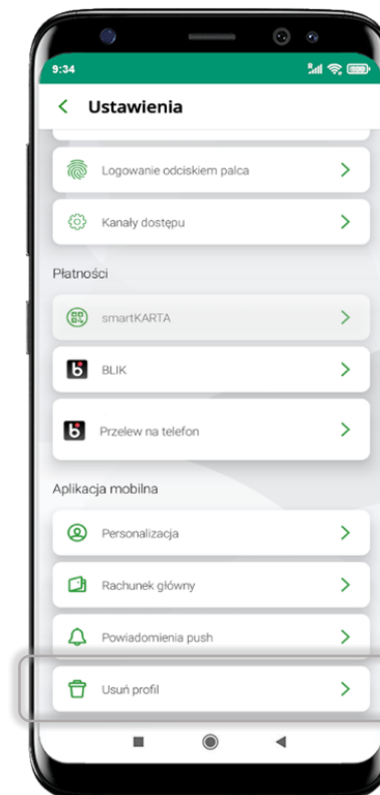 9:34
Ustawienia
Logowanie odciskiem palca
Kanały dostępu
Płatności
smartKARTA
BLIK
Przelew na telefon
Aplikacja mobilna
Personalizacja
Rachunek główny
Powiadomienia push
Usuń profil